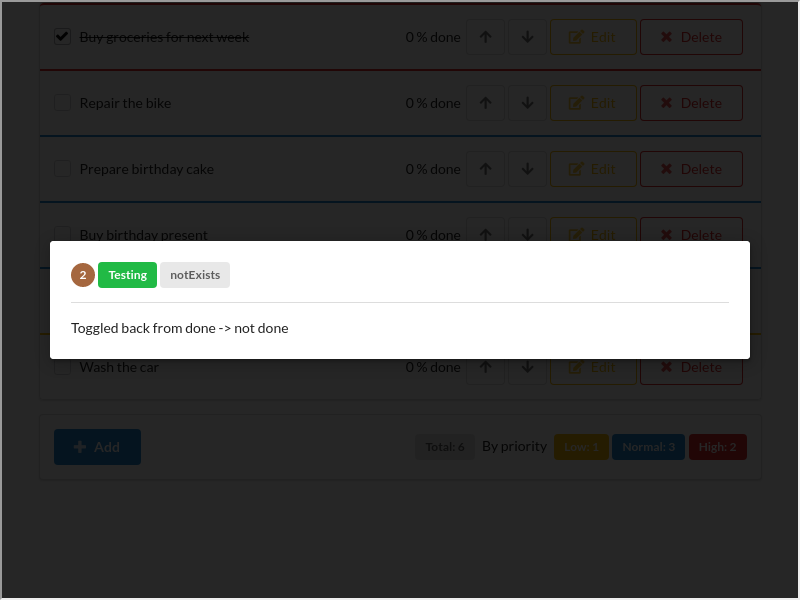 Buy groceries for next week 0 % done Edit Delete
Repair the bike 0 % done Edit Delete
Prepare birthday cake 0 % done Edit Delete
Buy birthday present 0 % done Edit Delete
2 Testing notExists
Toggled back from done -> not done
Wash the car 0 % done Edit Delete
Add Total: 6 By priority Low: 1 Normal: 3 High: 2